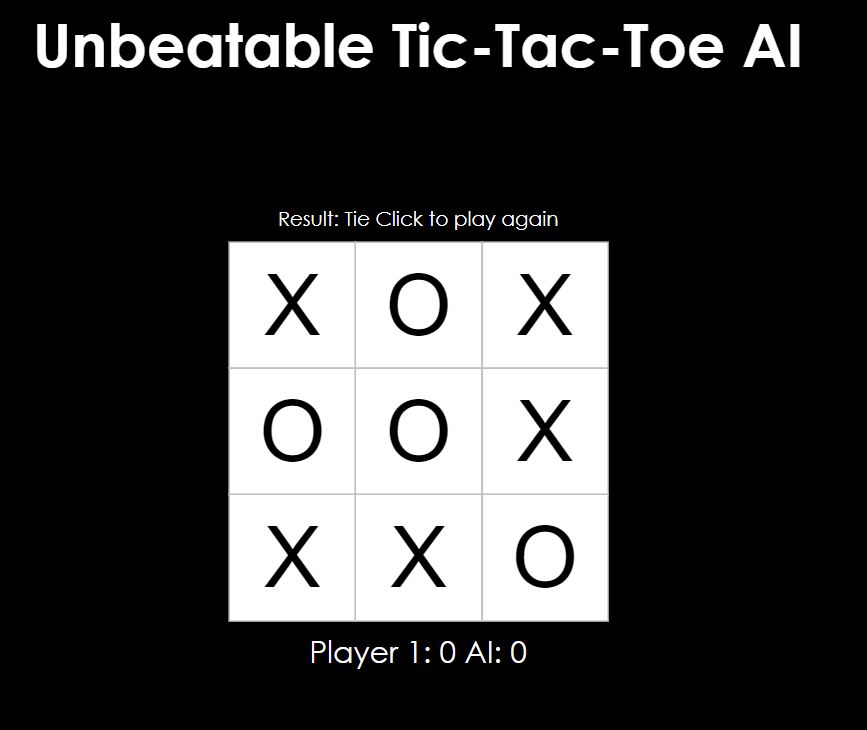 Unbeatable Tic-Tac-Toe AI
Result: Tie Click to play again
X O X
O O X
X X O
Player 1: 0 AI: 0